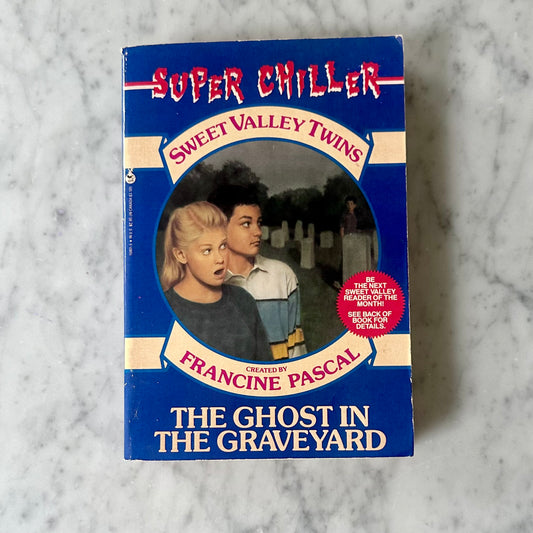 SUPER CHILLER
SWEET VALLEY TWINS™
BE
THE NEXT
SWEET VALLEY
READER OF THE
MONTH!
SEE BACK OF
BOOK FOR
DETAILS.
CREATED BY
FRANCINE PASCAL
THE GHOST IN
THE GRAVEYARD